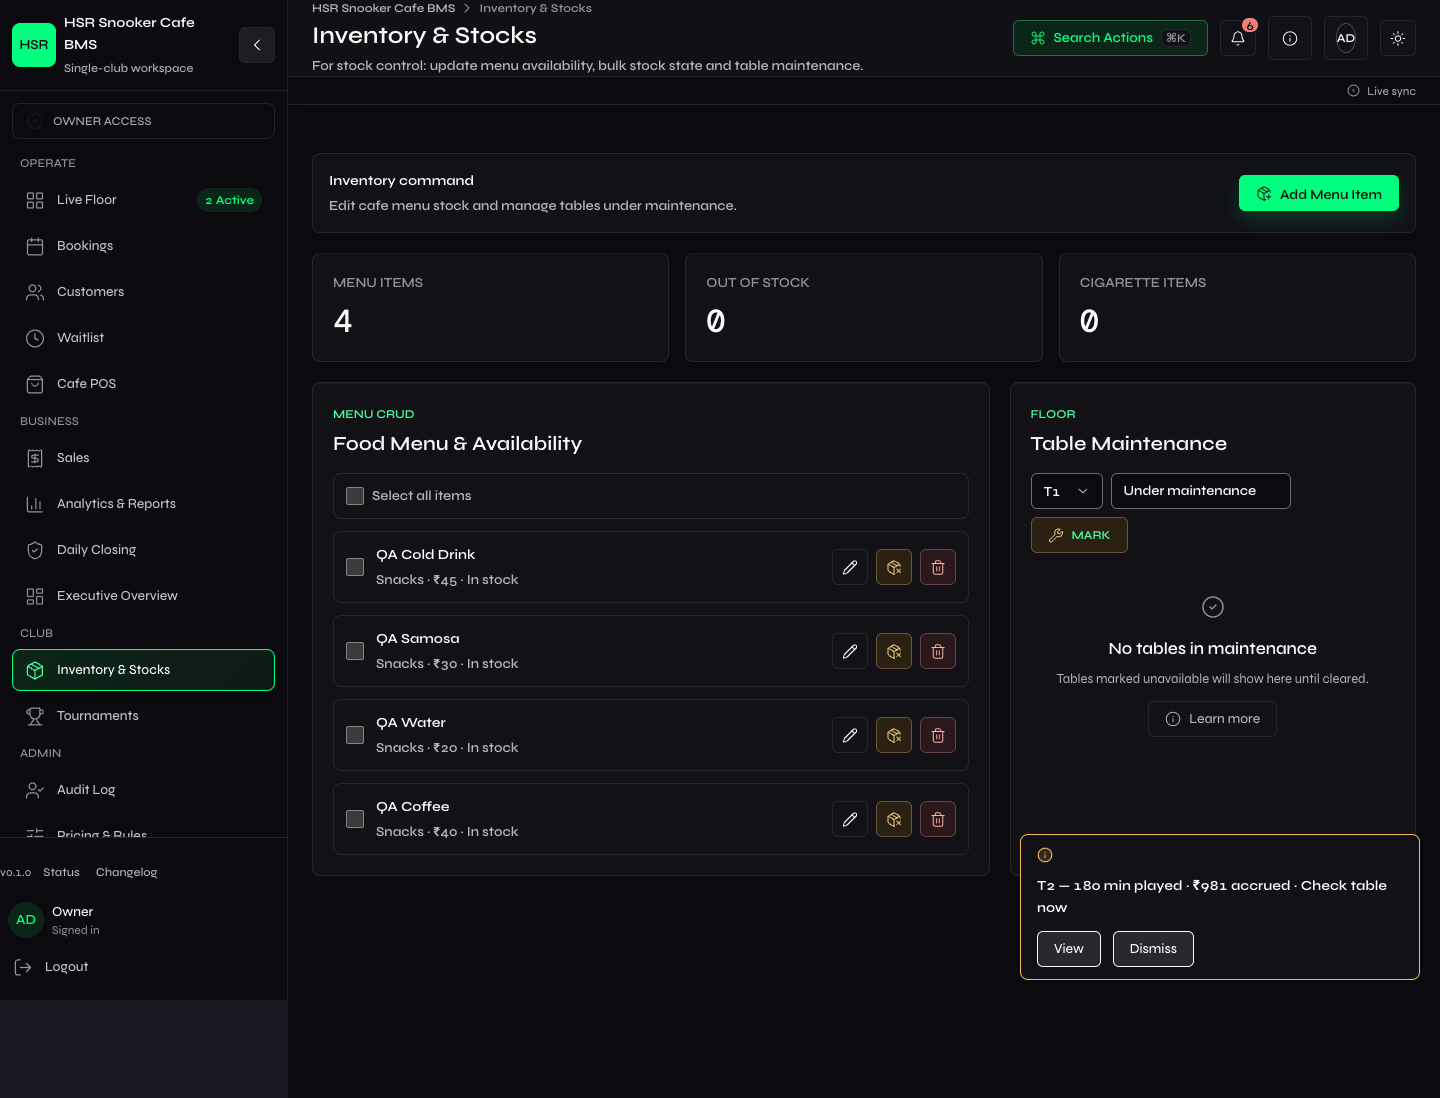 HSR
HSR Snooker Cafe
BMS
Single-club workspace
OWNER ACCESS
OPERATE
Live Floor
2 Active
Bookings
Customers
Waitlist
Cafe POS
BUSINESS
Sales
Analytics & Reports
Daily Closing
Executive Overview
CLUB
Inventory & Stocks
Tournaments
ADMIN
Audit Log
Pricing & Rules
v0.1.0 Status Changelog
AD
Owner
Signed in
Logout
HSR Snooker Cafe BMS > Inventory & Stocks
Inventory & Stocks
For stock control: update menu availability, bulk stock state and table maintenance.
Search Actions ⌘K
6
AD
Live sync
Inventory command
Edit cafe menu stock and manage tables under maintenance.
Add Menu Item
MENU ITEMS
4
OUT OF STOCK
0
CIGARETTE ITEMS
0
MENU CRUD
Food Menu & Availability
Select all items
QA Cold Drink
Snacks · ₹45 · In stock
QA Samosa
Snacks · ₹30 · In stock
QA Water
Snacks · ₹20 · In stock
QA Coffee
Snacks · ₹40 · In stock
FLOOR
Table Maintenance
T1
Under maintenance
MARK
No tables in maintenance
Tables marked unavailable will show here until cleared.
Learn more
T2 — 180 min played · ₹981 accrued · Check table
now
View
Dismiss